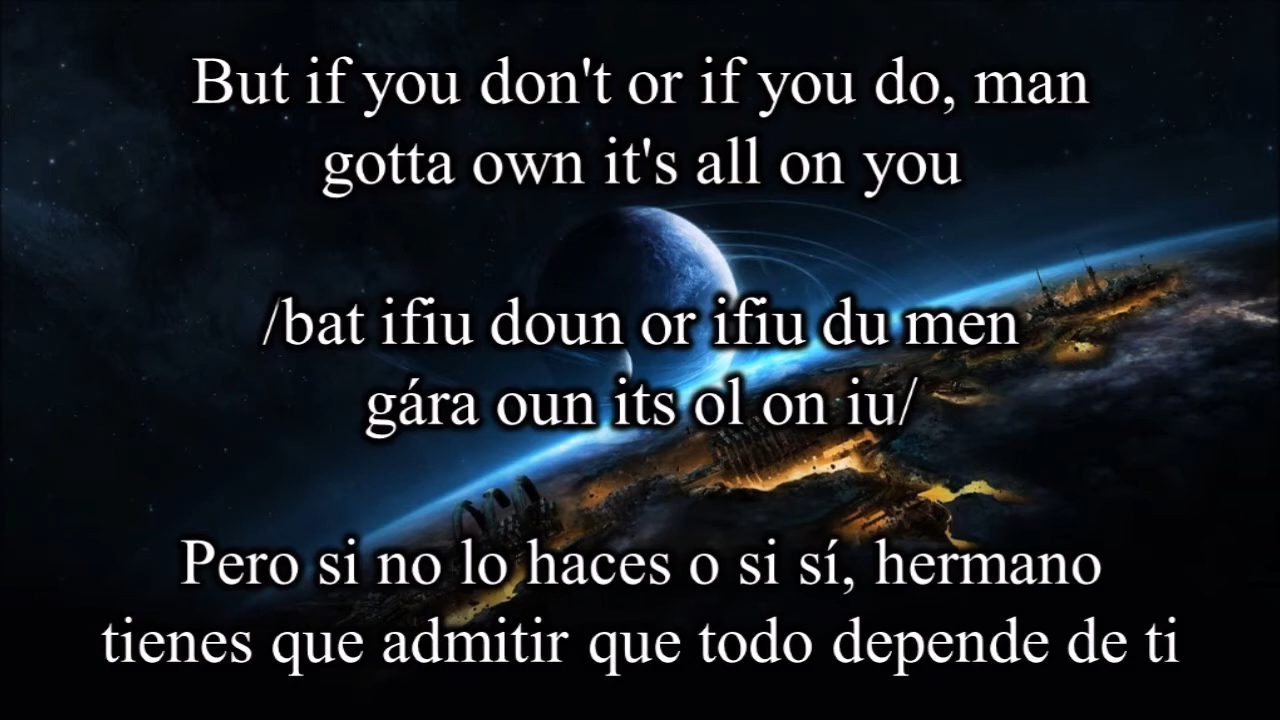 But if you don't or if you do, man
gotta own it's all on you
/bat ifiu doun or ifiu du men
gára oun its ol on iu/
Pero si no lo haces o si sí, hermano
tienes que admitir que todo depende de ti